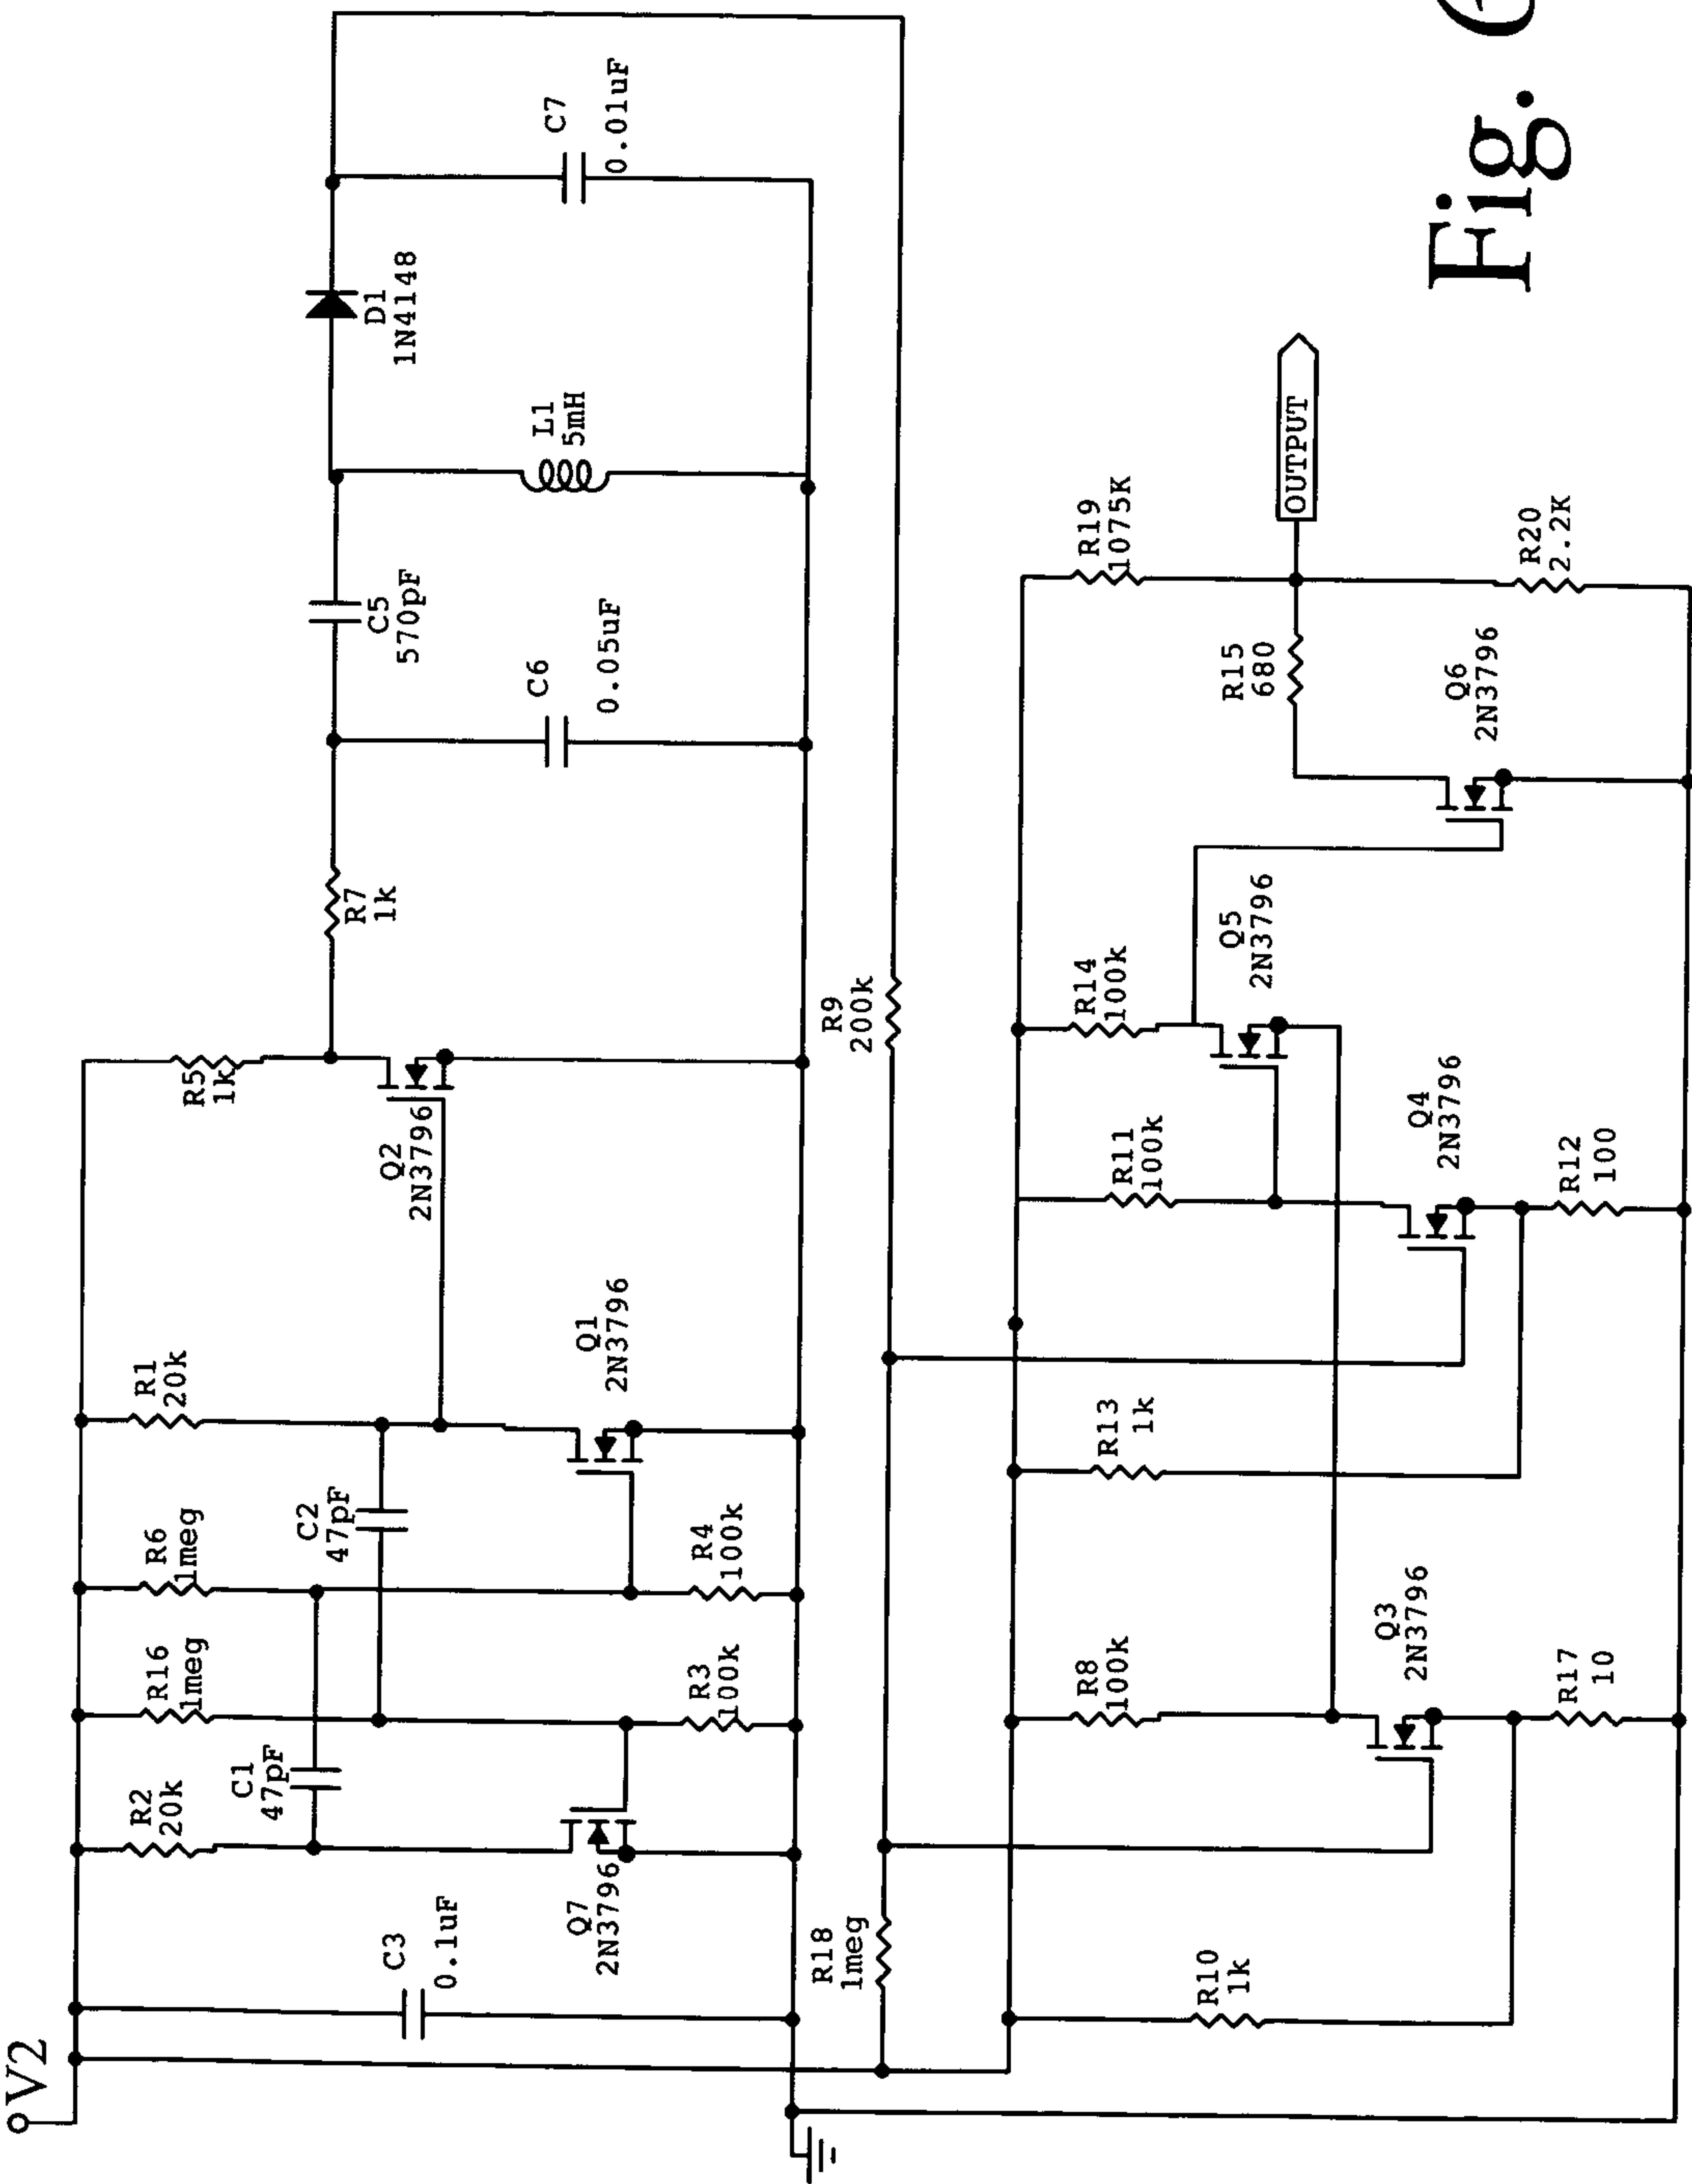 V2
C3
0.1uF
R2
20k
C1
47pF
Q7
2N3796
R16
1meg
R3
100k
R6
1meg
C2
47pF
R4
100k
R1
20k
Q1
2N3796
Q2
2N3796
R5
1k
R7
1k
C6
0.05uF
C5
570pF
L1
5mH
D1
1N4148
C7
0.01uF
R18
1meg
R9
200k
R10
1k
R8
100k
Q3
2N3796
R17
10
R13
1k
R11
100k
Q4
2N3796
R12
100
R14
100k
Q5
2N3796
Q6
2N3796
R15
680
R19
1075K
R20
2.2K
OUTPUT
Fig.